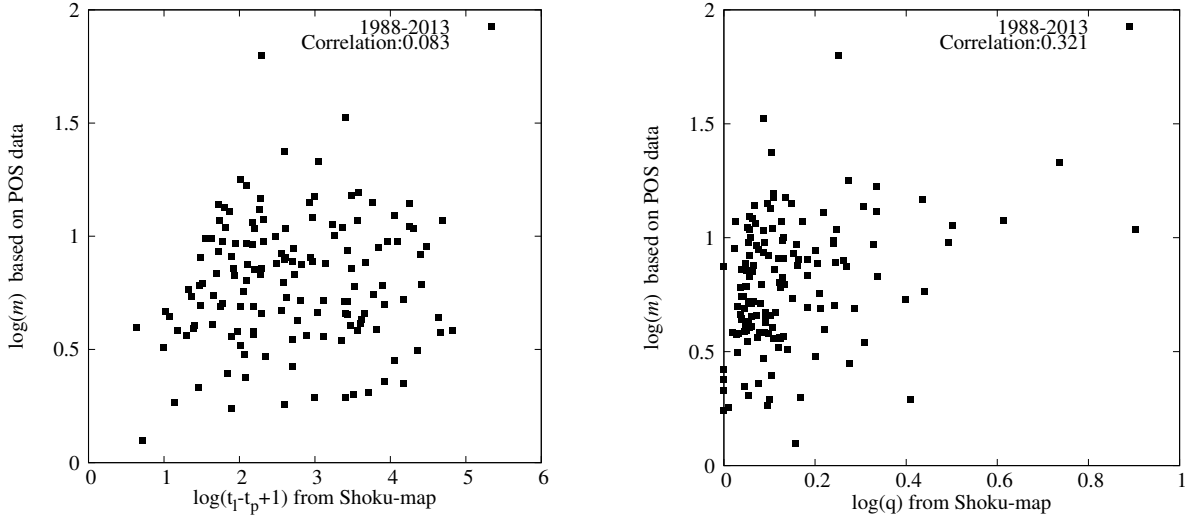 2
1.5
1
0.5
0
0 1 2 3 4 5 6
log(m) based on POS data
log(t_l-t_p+1) from Shoku-map
1988-2013
Correlation:0.083
2
1.5
1
0.5
0
0 0.2 0.4 0.6 0.8 1
log(m) based on POS data
log(q) from Shoku-map
1988-2013
Correlation:0.321